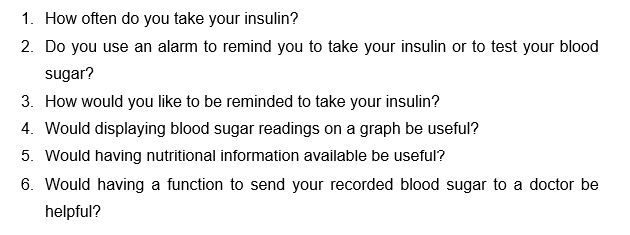 1. How often do you take your insulin?
2. Do you use an alarm to remind you to take your insulin or to test your blood
sugar?
3. How would you like to be reminded to take your insulin?
4. Would displaying blood sugar readings on a graph be useful?
5. Would having nutritional information available be useful?
6. Would having a function to send your recorded blood sugar to a doctor be
helpful?